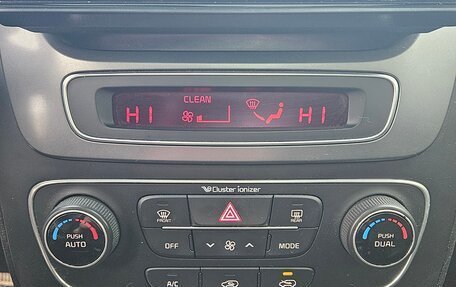 CLEAN
HI HI
Cluster ionizer
FRONT
REAR
PUSH
AUTO
OFF
MODE
PUSH
DUAL
A/C